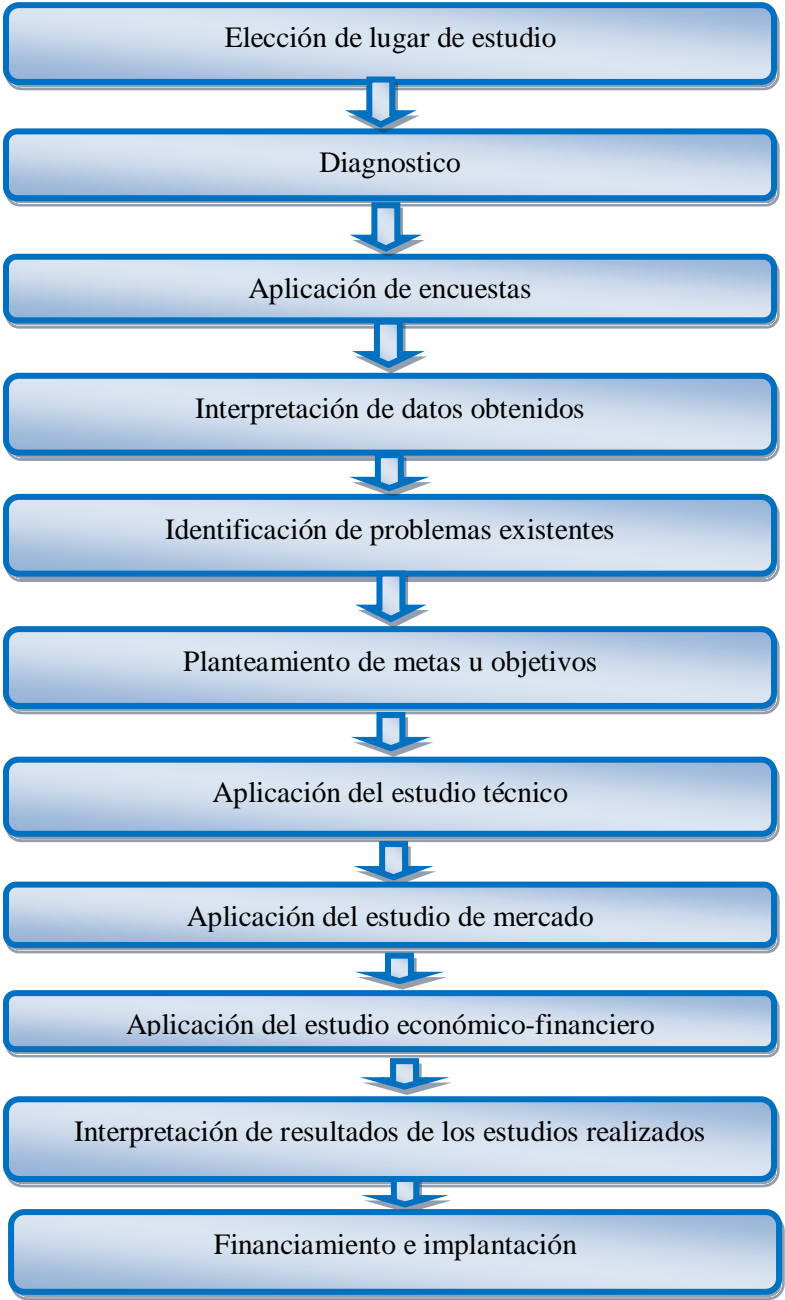 Elección de lugar de estudio
Diagnostico
Aplicación de encuestas
Interpretación de datos obtenidos
Identificación de problemas existentes
Planteamiento de metas u objetivos
Aplicación del estudio técnico
Aplicación del estudio de mercado
Aplicación del estudio económico-financiero
Interpretación de resultados de los estudios realizados
Financiamiento e implantación